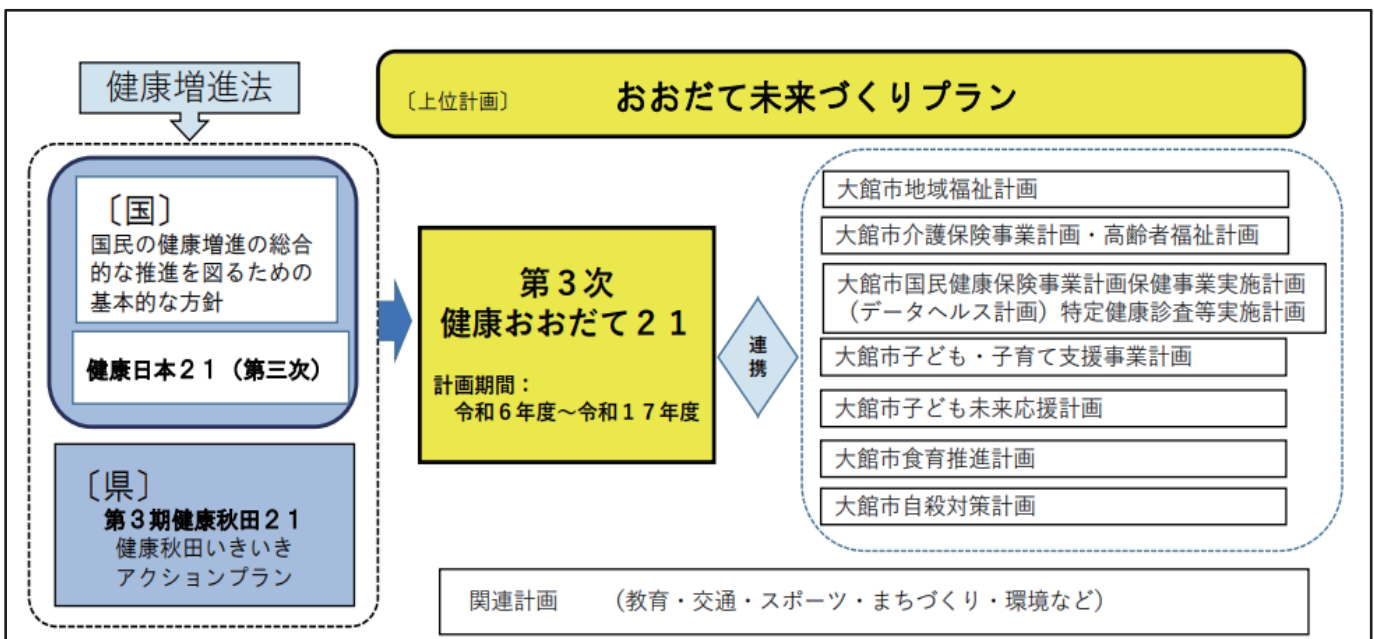 健康増進法
〔上位計画〕 おおだて未来づくりプラン
〔国〕
国民の健康増進の総合
的な推進を図るための
基本的な方針
健康日本２１（第三次）
〔県〕
第３期健康秋田２１
健康秋田いきいき
アクションプラン
第３次
健康おおだて２１
計画期間：
令和６年度～令和１７年度
連
携
大館市地域福祉計画
大館市介護保険事業計画・高齢者福祉計画
大館市国民健康保険事業計画保健事業実施計画
（データヘルス計画）特定健康診査等実施計画
大館市子ども・子育て支援事業計画
大館市子ども未来応援計画
大館市食育推進計画
大館市自殺対策計画
関連計画 （教育・交通・スポーツ・まちづくり・環境など）